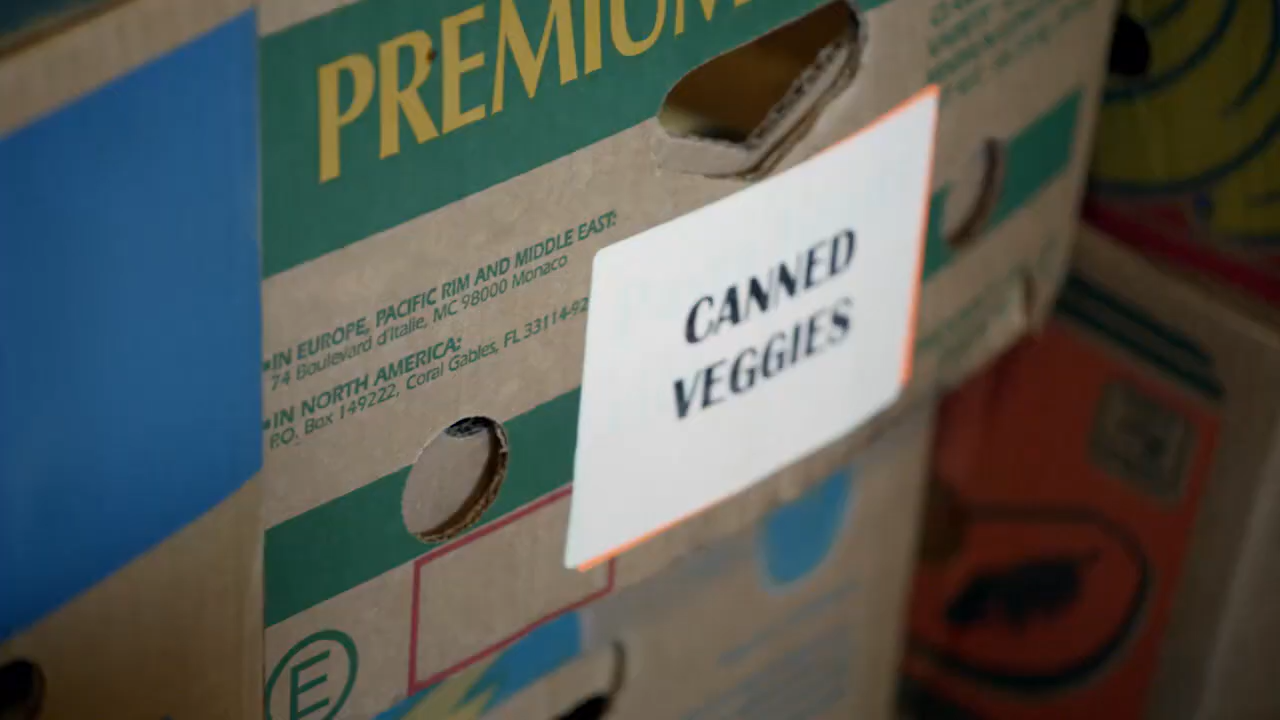 PREMIUM
•IN EUROPE, PACIFIC RIM AND MIDDLE EAST:
74 Boulevard d'Italie, MC 98000 Monaco
•IN NORTH AMERICA:
P.O. Box 149222, Coral Gables, FL 33114-92
CANNED
VEGGIES
E